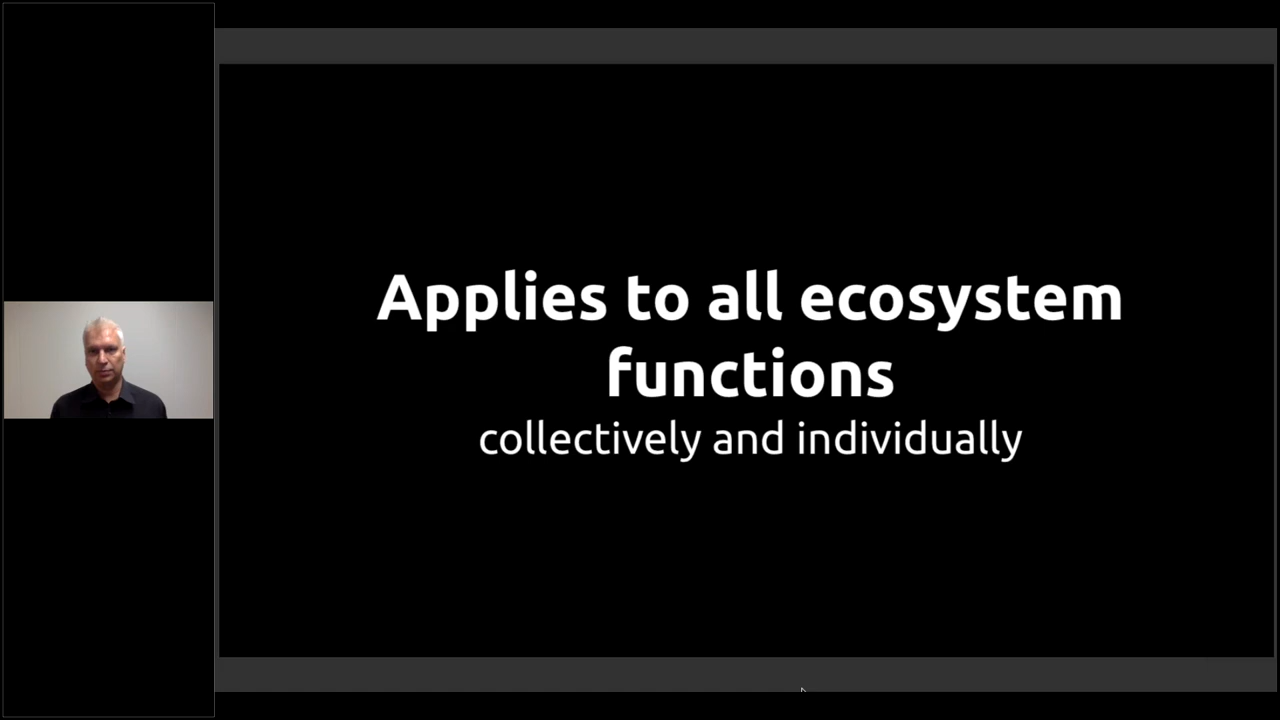 Applies to all ecosystem
functions
collectively and individually